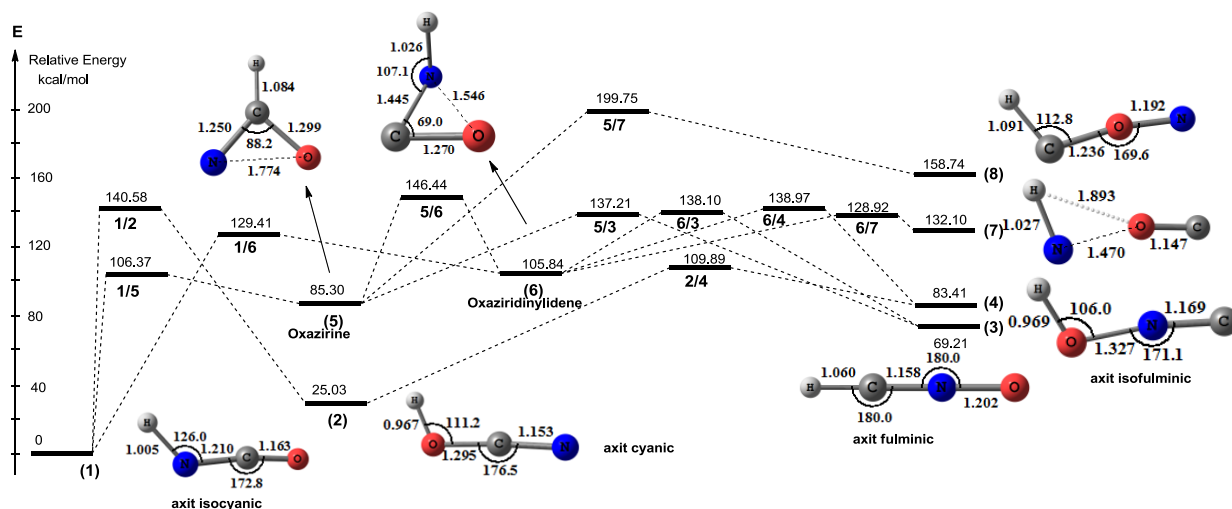 E
Relative Energy
kcal/mol
200
160
120
80
40
0
(1)
H
1.084
C
1.250
1.299
88.2
N
O
1.774
H
1.026
107.1
N
1.546
1.445
69.0
C
O
1.270
140.58
1/2
129.41
1/6
106.37
1/5
85.30
(5)
Oxazirine
25.03
(2)
146.44
5/6
105.84
(6)
Oxaziridinylidene
199.75
5/7
137.21
5/3
138.10
6/3
138.97
6/4
128.92
6/7
109.89
2/4
158.74
(8)
132.10
(7)
83.41
(4)
(3)
69.21
H
1.192
112.8
O
N
1.091
C
1.236
169.6
H
1.893
1.027
O
C
N
1.470
1.147
H
106.0
1.169
N
C
0.969
O
1.327
171.1
axit isofulminic
180.0
1.060
1.158
H
C
N
O
180.0
1.202
axit fulminic
H
126.0
1.210
1.163
1.005
N
C
O
172.8
axit isocyanic
H
0.967
111.2
1.153
O
C
N
1.295
176.5
axit cyanic